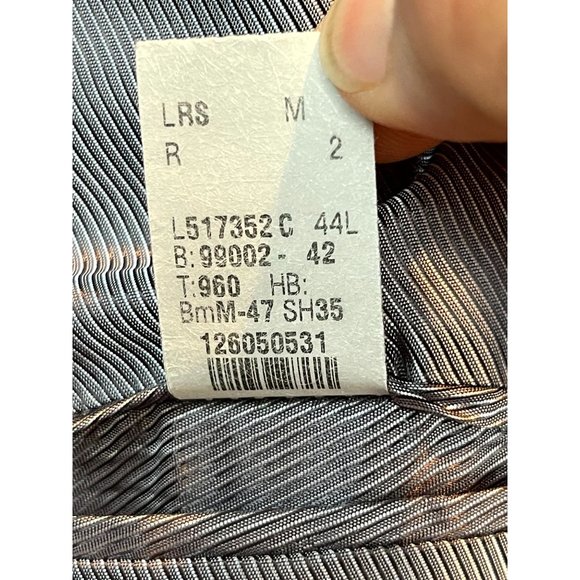 LRS M
R 2
L517352 C 44L
B:99002- 42
T:960 HB:
BmM-47 SH35
126050531